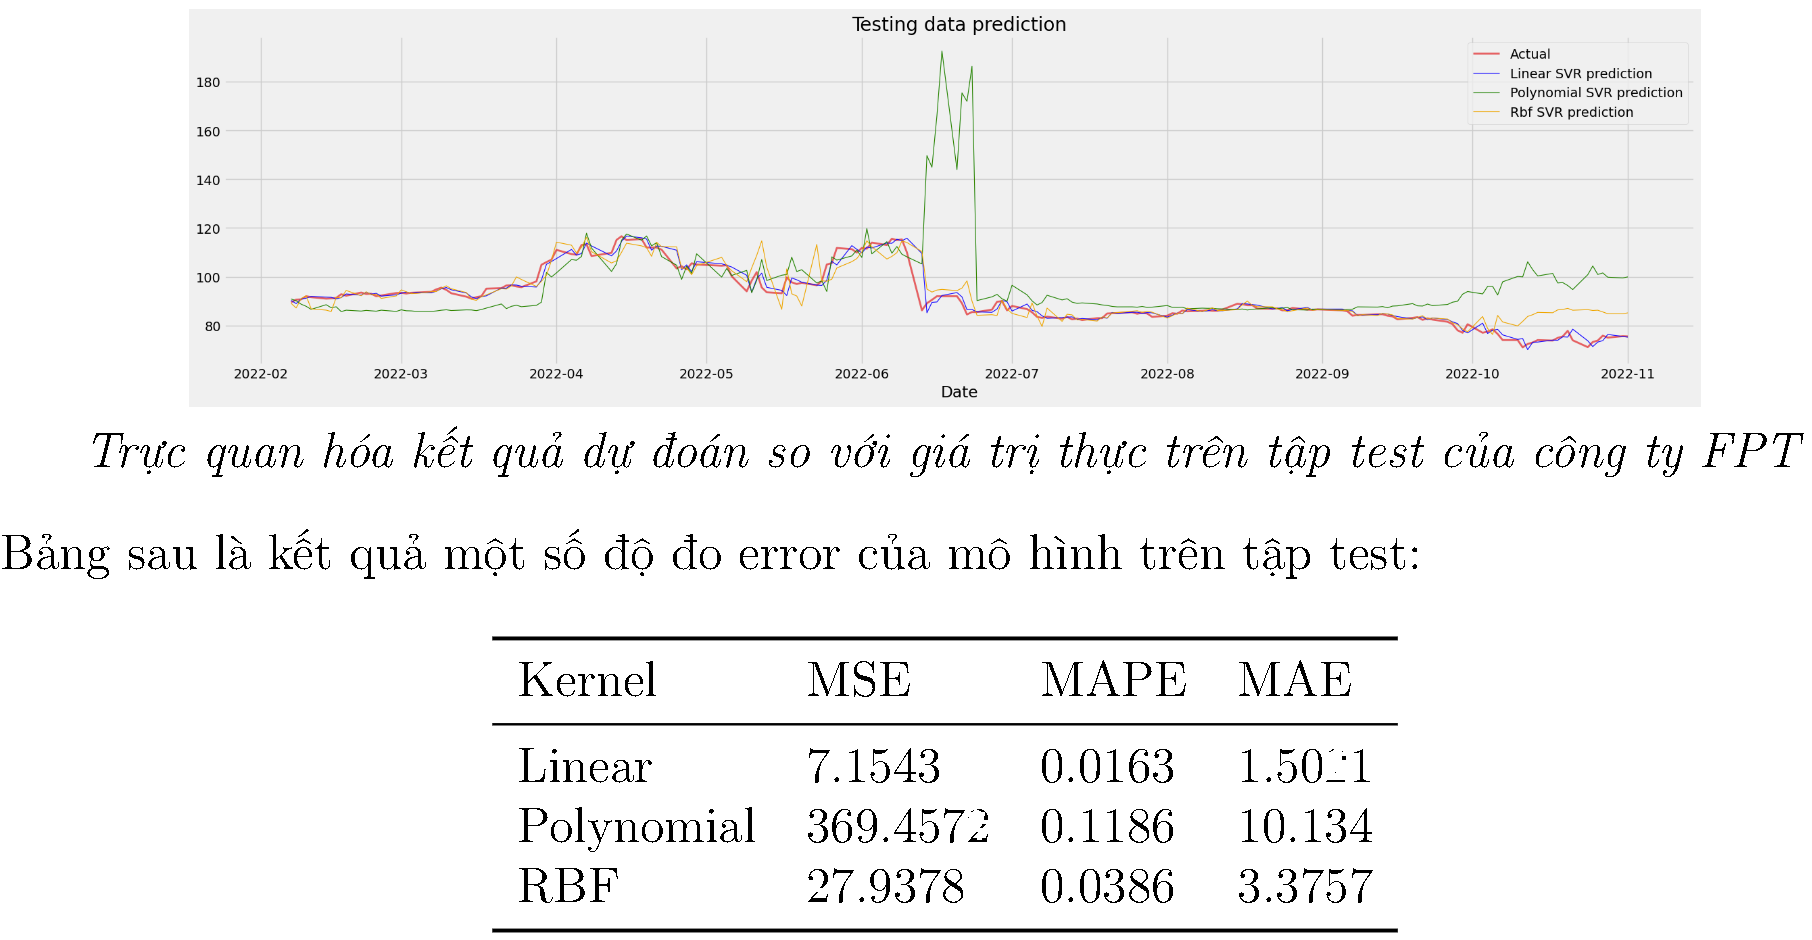 Testing data prediction
Actual
Linear SVR prediction
Polynomial SVR prediction
Rbf SVR prediction
180
160
140
120
100
80
2022-02 2022-03 2022-04 2022-05 2022-06 2022-07 2022-08 2022-09 2022-10 2022-11
Date
Trực quan hóa kết quả dự đoán so với giá trị thực trên tập test của công ty FPT
Bảng sau là kết quả một số độ đo error của mô hình trên tập test:
Kernel MSE MAPE MAE
Linear 7.1543 0.0163 1.5021
Polynomial 369.4572 0.1186 10.134
RBF 27.9378 0.0386 3.3757